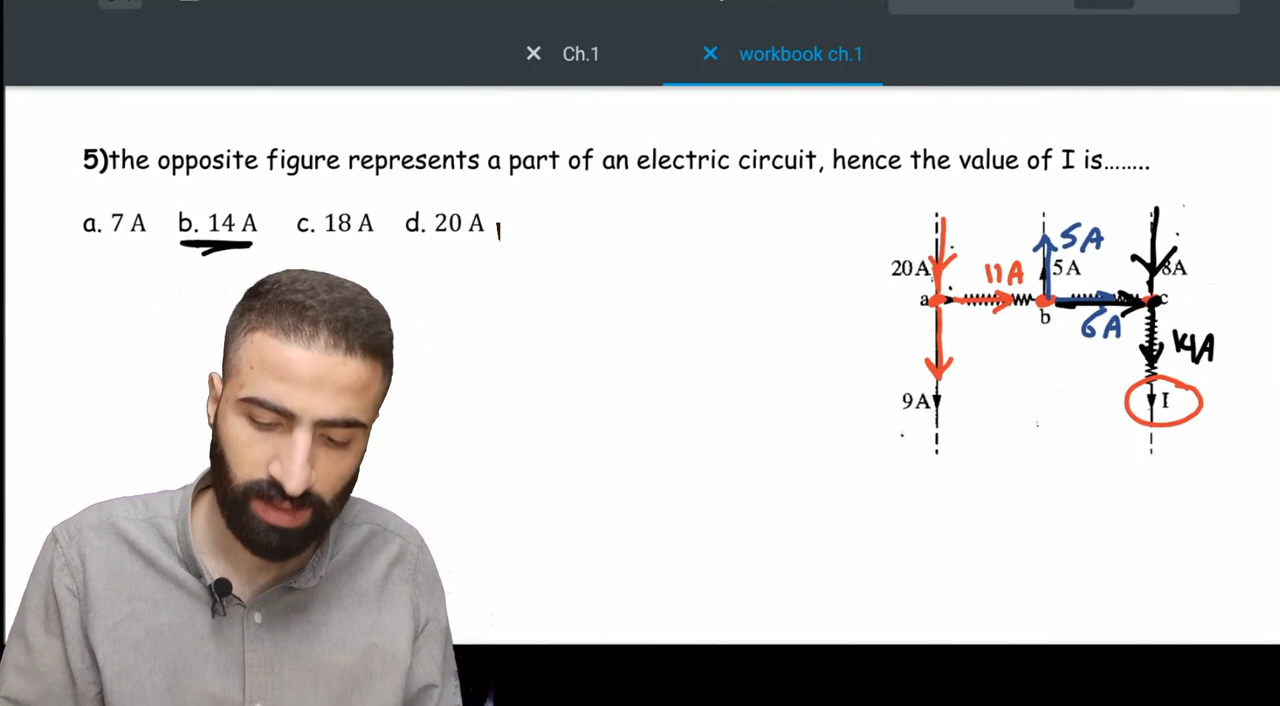 Ch.1
workbook ch.1
5)the opposite figure represents a part of an electric circuit, hence the value of I is........
a. 7 A b. 14 A c. 18 A d. 20 A
5A
20A 11A 5A 8A
a b c
6A
14A
9A I